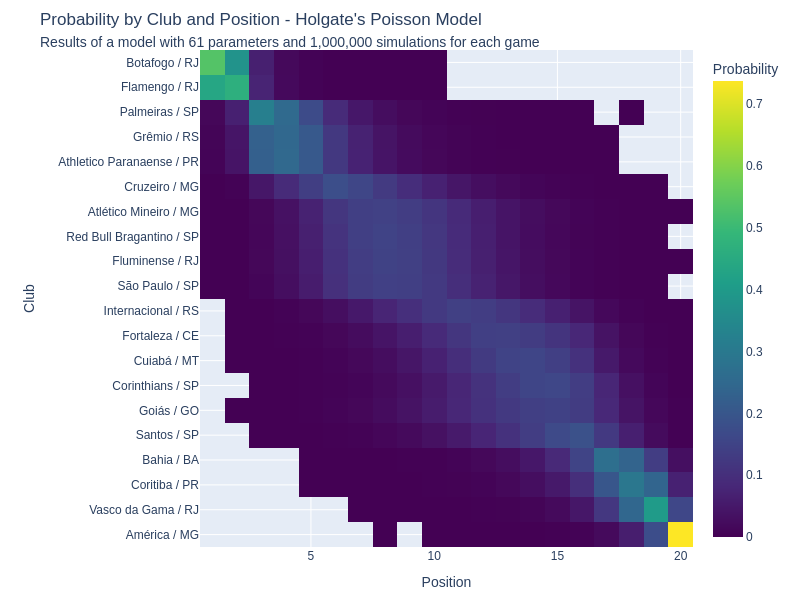 Probability by Club and Position - Holgate's Poisson Model
Results of a model with 61 parameters and 1,000,000 simulations for each game
Probability
Botafogo / RJ
Flamengo / RJ
Palmeiras / SP
Grêmio / RS
Athletico Paranaense / PR
Cruzeiro / MG
Atlético Mineiro / MG
Red Bull Bragantino / SP
Fluminense / RJ
São Paulo / SP
Internacional / RS
Fortaleza / CE
Cuiabá / MT
Corinthians / SP
Goiás / GO
Santos / SP
Bahia / BA
Coritiba / PR
Vasco da Gama / RJ
América / MG
Club
5
10
15
20
Position
0.7
0.6
0.5
0.4
0.3
0.2
0.1
0